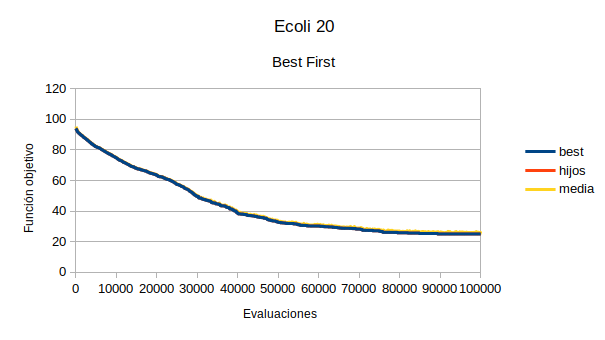 Ecoli 20
Best First
Función objetivo
120
100
80
60
40
20
0
0 10000 20000 30000 40000 50000 60000 70000 80000 90000 100000
Evaluaciones
best
hijos
media